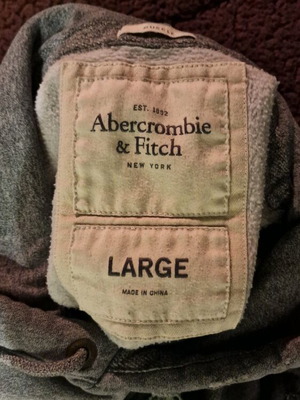 EST. 1892
Abercrombie
& Fitch
NEW YORK
LARGE
MADE IN CHINA